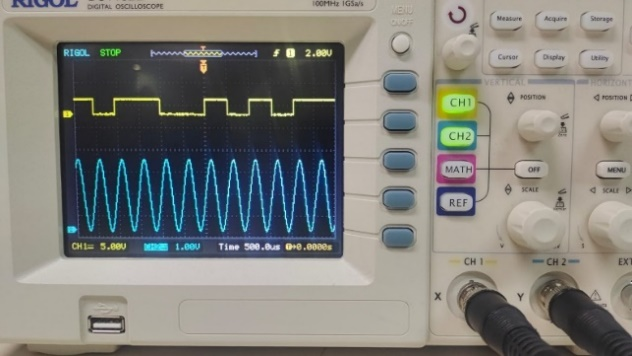 RIGOL
DIGITAL OSCILLOSCOPE
100MHz 1GSa/s
MENU
ON/OFF
RIGOL STOP
2.00V
CH1= 5.00V
1.00V Time 500.0us +0.0000s
Measure Acquire Storage
Cursor Display Utility
VERTICAL
HORIZONT
CH1
CH2
MATH
REF
POSITION
POSITION
OFF
MENU
SCALE
SCALE
CH 1
CH 2
EXT
X
Y